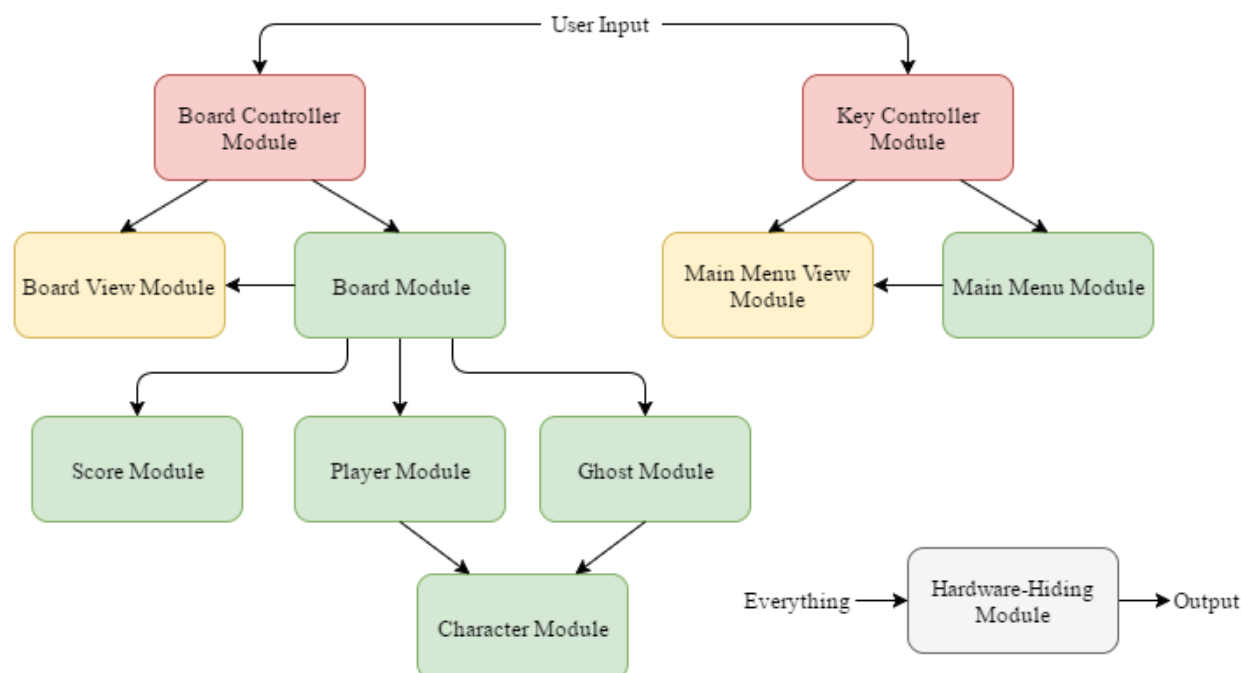 User Input
Board Controller
Module
Key Controller
Module
Board View Module
Board Module
Main Menu View
Module
Main Menu Module
Score Module
Player Module
Ghost Module
Character Module
Everything
Hardware-Hiding
Module
Output